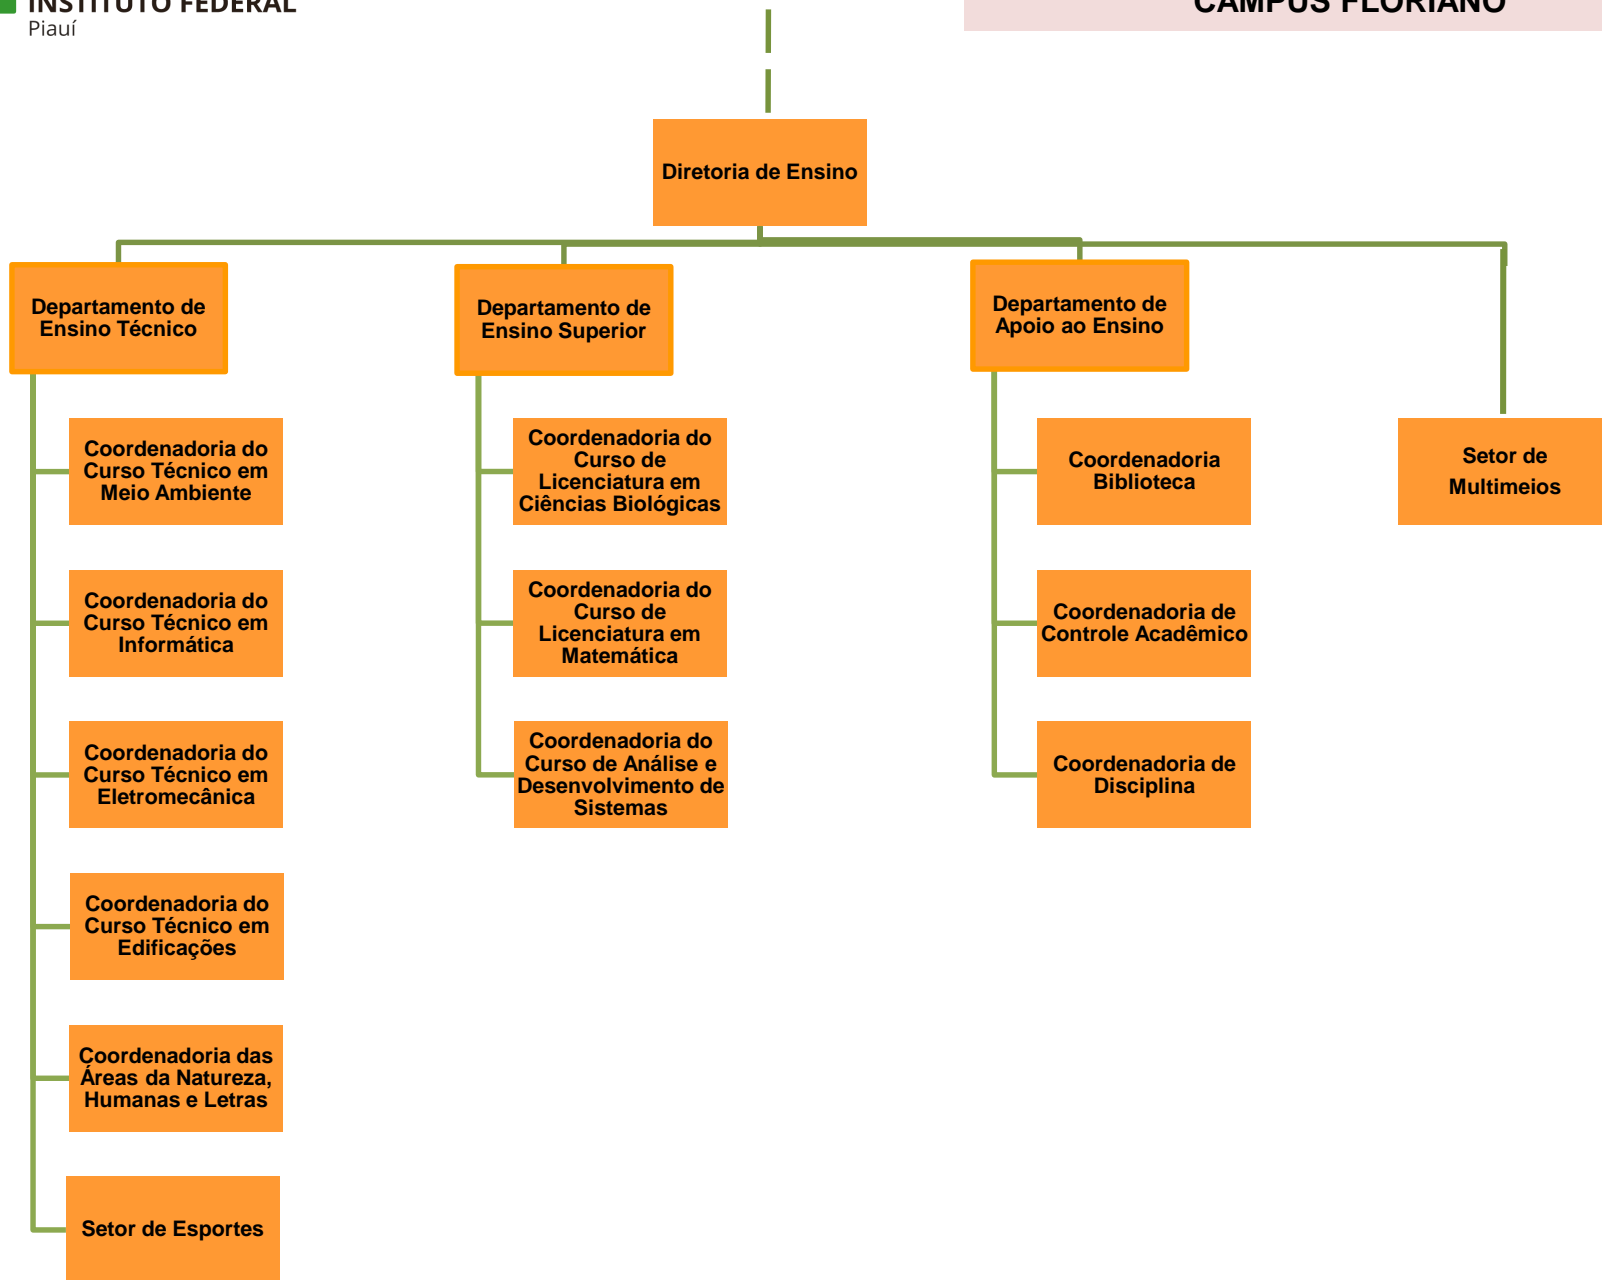 INSTITUTO FEDERAL
Piauí
CAMPUS FLORIANO
Diretoria de Ensino
Departamento de
Ensino Técnico
Departamento de
Ensino Superior
Departamento de
Apoio ao Ensino
Coordenadoria do
Curso Técnico em
Meio Ambiente
Coordenadoria do
Curso de
Licenciatura em
Ciências Biológicas
Coordenadoria
Biblioteca
Setor de
Multimeios
Coordenadoria do
Curso Técnico em
Informática
Coordenadoria do
Curso de
Licenciatura em
Matemática
Coordenadoria de
Controle Acadêmico
Coordenadoria do
Curso Técnico em
Eletromecânica
Coordenadoria do
Curso de Análise e
Desenvolvimento de
Sistemas
Coordenadoria de
Disciplina
Coordenadoria do
Curso Técnico em
Edificações
Coordenadoria das
Áreas da Natureza,
Humanas e Letras
Setor de Esportes